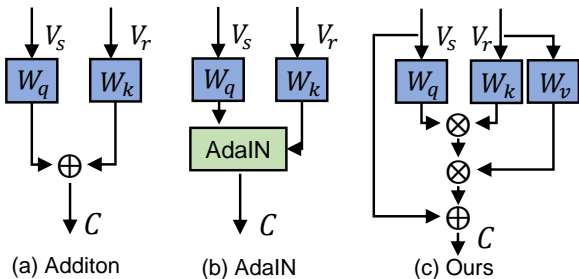 V_s V_r V_s V_r V_s V_r
W_q W_k W_q W_k W_q W_k W_v
AdaIN
C C C
(a) Additon (b) AdaIN (c) Ours